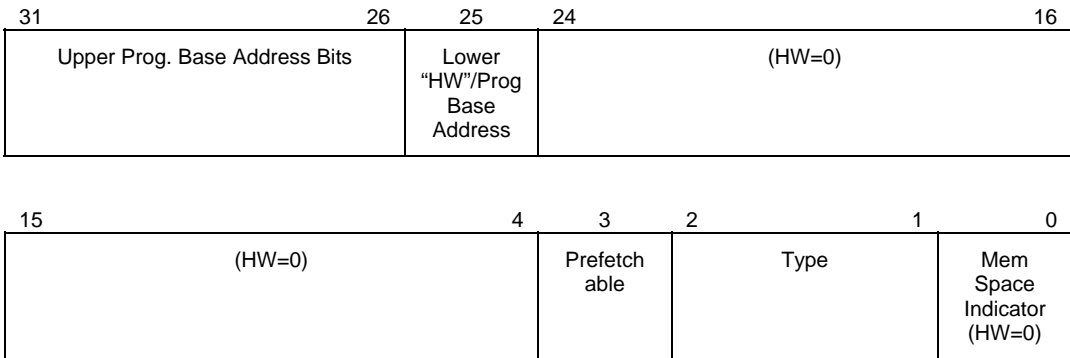 31 26 25 24 16
Upper Prog. Base Address Bits
Lower
“HW”/Prog
Base
Address
(HW=0)
15 4 3 2 1 0
(HW=0)
Prefetch
able
Type
Mem
Space
Indicator
(HW=0)